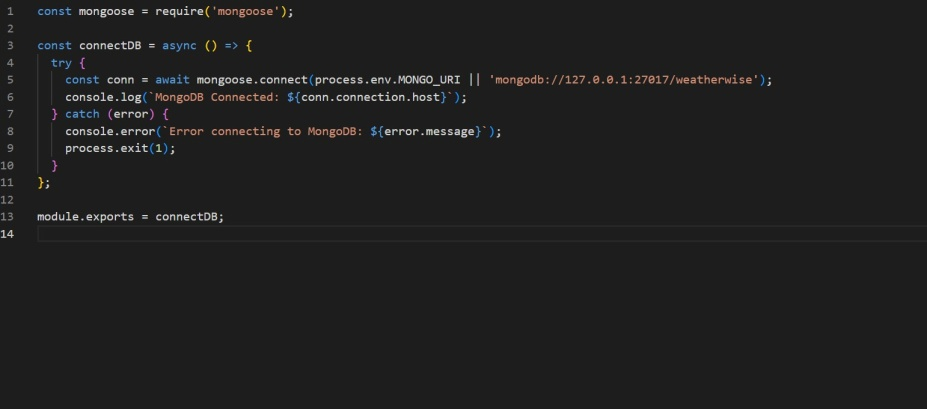 1 const mongoose = require('mongoose');
2
3 const connectDB = async () => {
4 try {
5 const conn = await mongoose.connect(process.env.MONGO_URI || 'mongodb://127.0.0.1:27017/weatherwise');
6 console.log(`MongoDB Connected: ${conn.connection.host}`);
7 } catch (error) {
8 console.error(`Error connecting to MongoDB: ${error.message}`);
9 process.exit(1);
10 }
11 };
12
13 module.exports = connectDB;
14